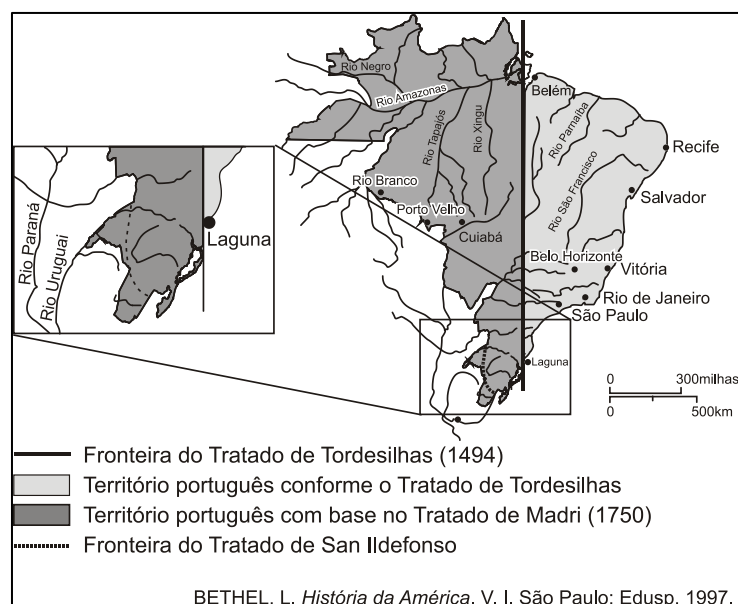 Rio Negro
Rio Amazonas
Belém
Rio Tapajós
Rio Xingu
Rio Parnaíba
Recife
Rio São Francisco
Rio Branco
Salvador
Porto Velho
Cuiabá
Belo Horizonte
Vitória
Rio de Janeiro
São Paulo
Laguna
Rio Paraná
Rio Uruguai
Laguna
0 300milhas
0 500km
Fronteira do Tratado de Tordesilhas (1494)
Território português conforme o Tratado de Tordesilhas
Território português com base no Tratado de Madri (1750)
Fronteira do Tratado de San Ildefonso
BETHEL, L. História da América. V. I. São Paulo: Edusp, 1997.